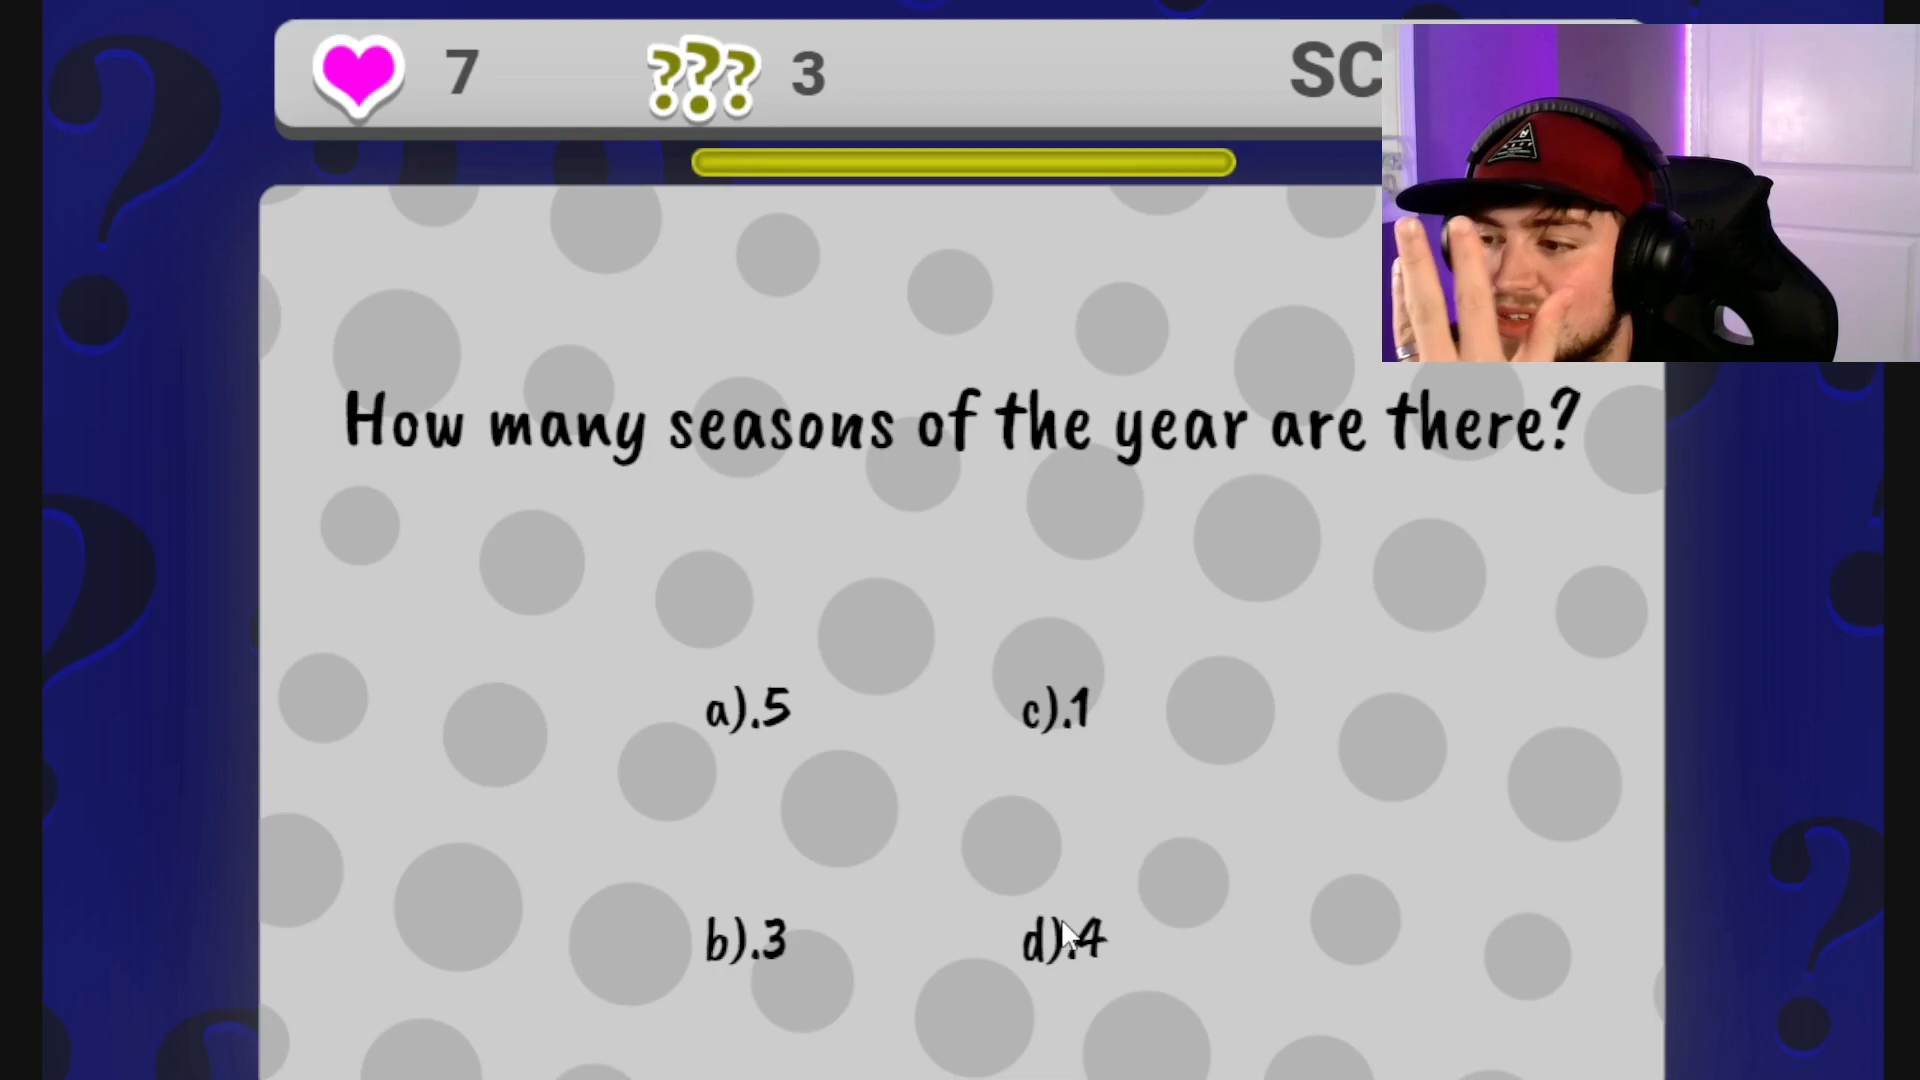 7 3 SC
How many seasons of the year are there?
a).5 c).1
b).3 d).4